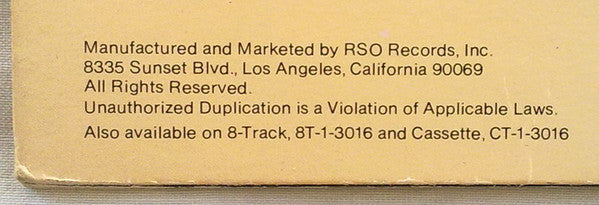 Manufactured and Marketed by RSO Records, Inc.
8335 Sunset Blvd., Los Angeles, California 90069
All Rights Reserved.
Unauthorized Duplication is a Violation of Applicable Laws.
Also available on 8-Track, 8T-1-3016 and Cassette, CT-1-3016